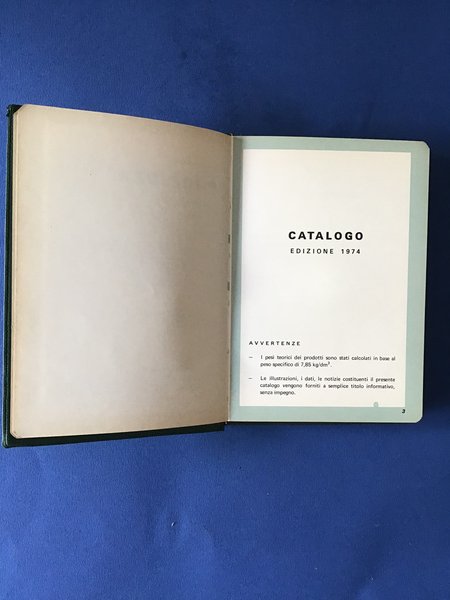 CATALOGO
EDIZIONE 1974
AVVERTENZE
— I pesi teorici dei prodotti sono stati calcolati in base al
peso specifico di 7,85 kg/dm³.
— Le illustrazioni, i dati, le notizie costituenti il presente
catalogo vengono forniti a semplice titolo informativo,
senza impegno.
3